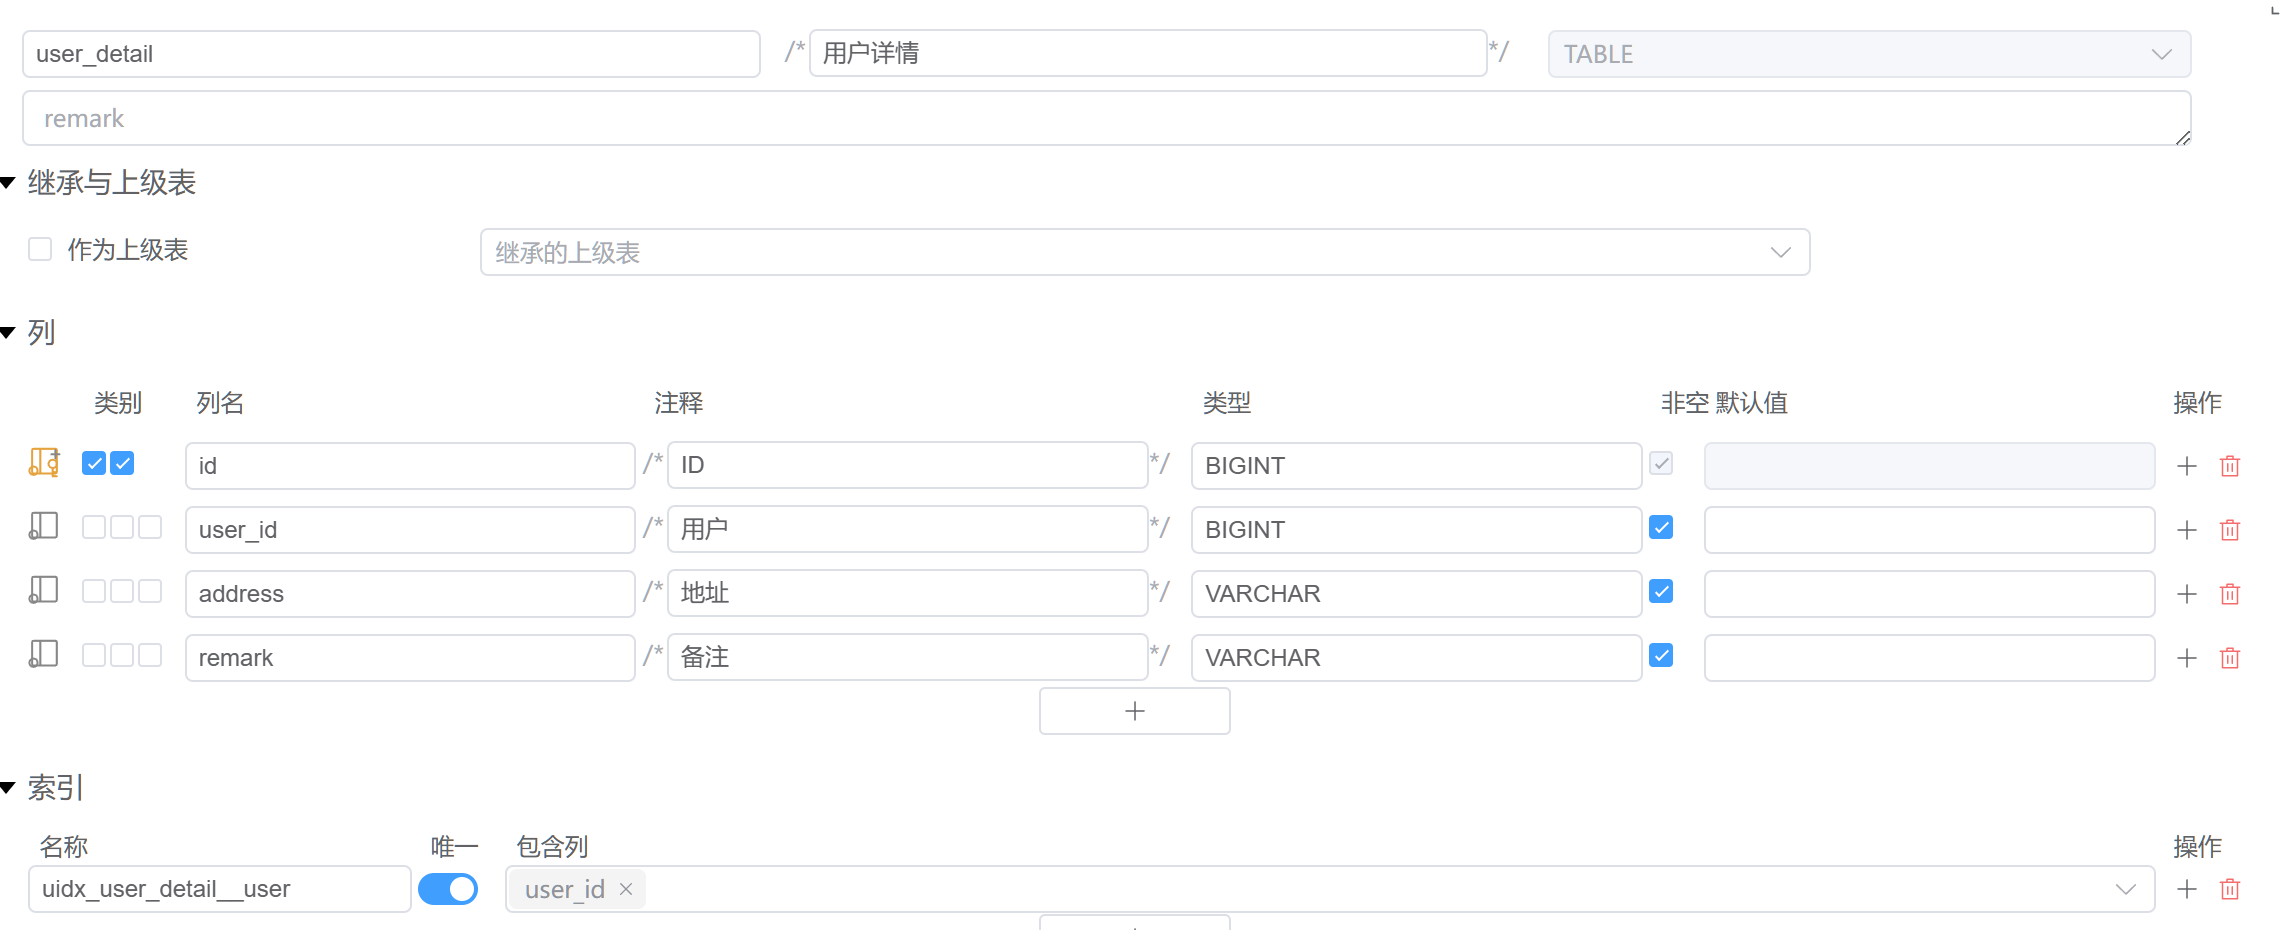 user_detail /* 用户详情 */ TABLE
remark
继承与上级表
作为上级表 继承的上级表
列
类别 列名 注释 类型 非空 默认值 操作
id /* ID */ BIGINT
user_id /* 用户 */ BIGINT
address /* 地址 */ VARCHAR
remark /* 备注 */ VARCHAR
索引
名称 唯一 包含列 操作
uidx_user_detail__user user_id